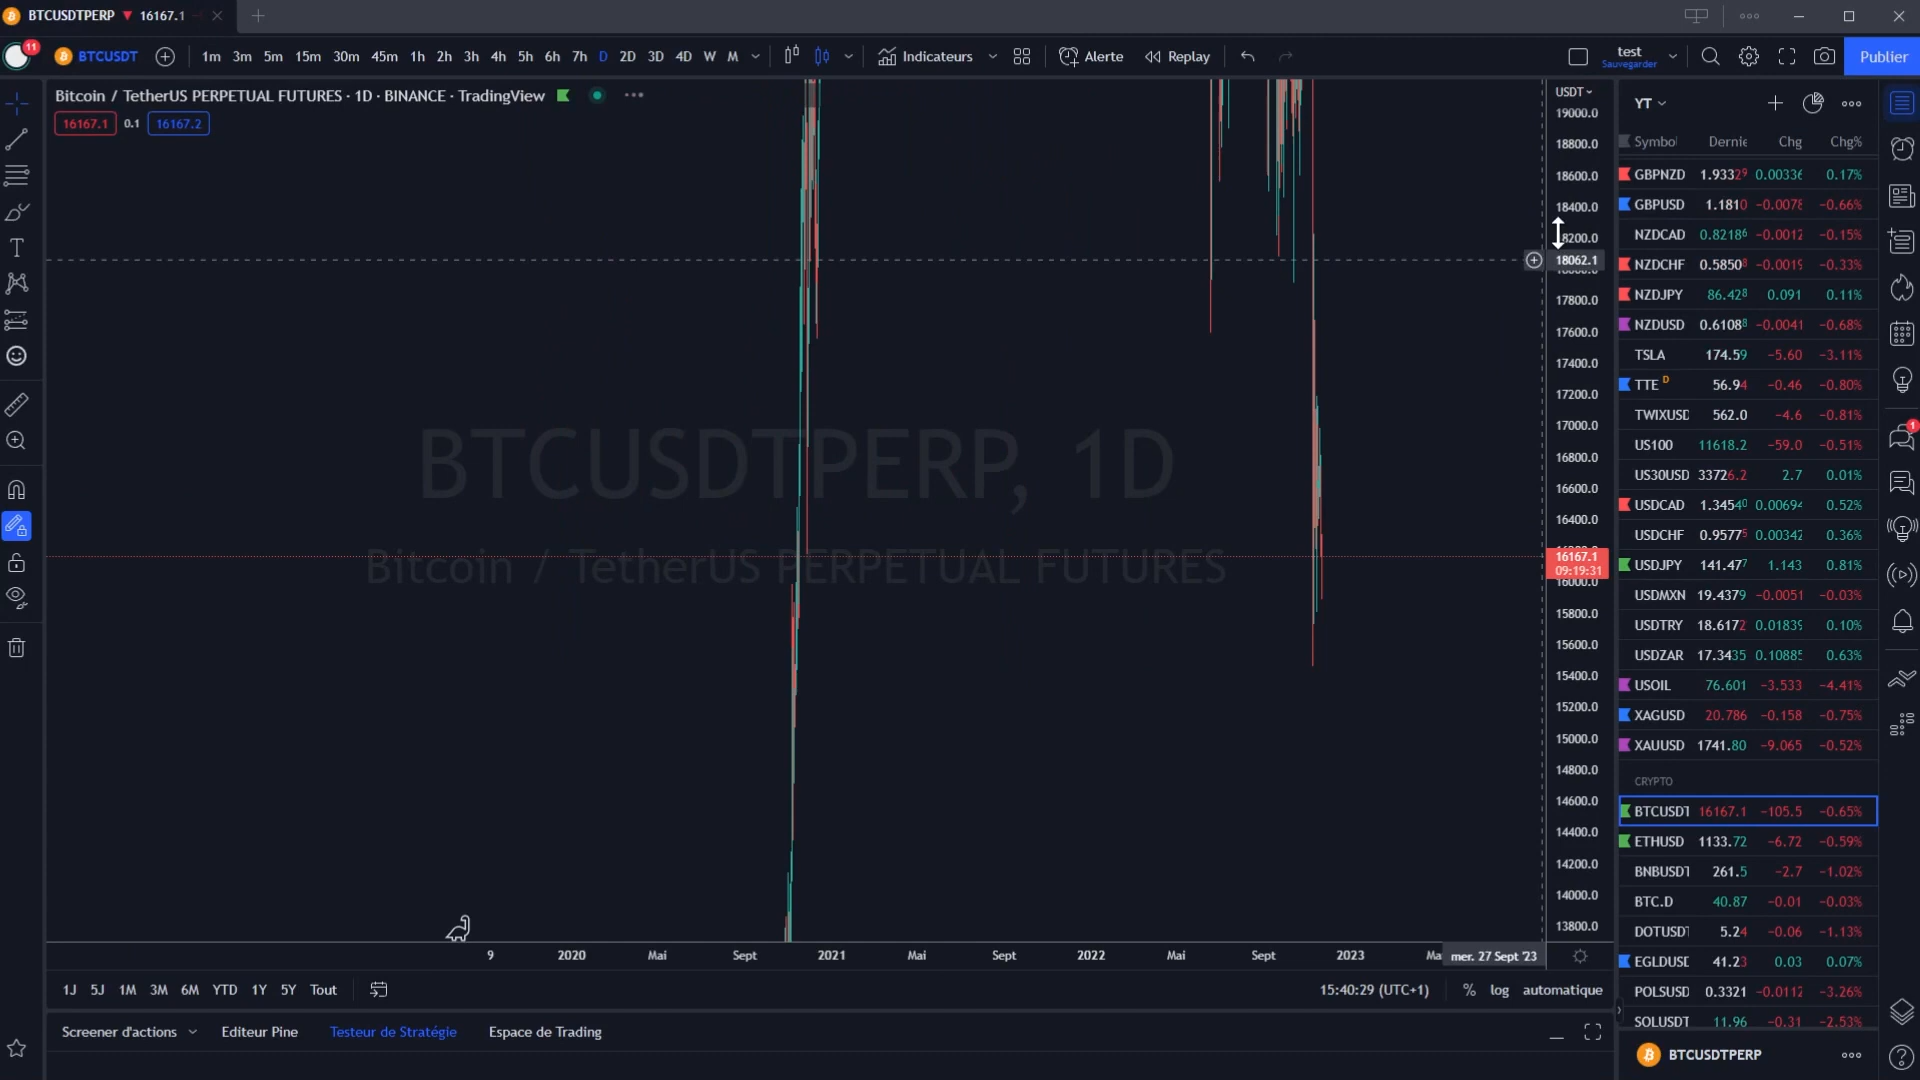 BTCUSDTPERP ▼ 16167.1
11
BTCUSDT 1m 3m 5m 15m 30m 45m 1h 2h 3h 4h 5h 6h 7h D 2D 3D 4D W M Indicateurs Alerte Replay test Sauvegarder Publier
Bitcoin / TetherUS PERPETUAL FUTURES · 1D · BINANCE · TradingView
16167.1 0.1 16167.2
USDT
19000.0
18800.0
18600.0
18400.0
18062.1
17800.0
17600.0
17400.0
17200.0
17000.0
16800.0
16600.0
16400.0
16167.1
09:19:31
16000.0
15800.0
15600.0
15400.0
15200.0
15000.0
14800.0
14600.0
14400.0
14200.0
14000.0
13800.0
BTCUSDTPERP, 1D
Bitcoin / TetherUS PERPETUAL FUTURES
9 2020 Mai Sept 2021 Mai Sept 2022 Mai Sept 2023 mer. 27 Sept '23
1J 5J 1M 3M 6M YTD 1Y 5Y Tout 15:40:29 (UTC+1) % log automatique
Screener d'actions Editeur Pine Testeur de Stratégie Espace de Trading
YT
Symbol Dernie Chg Chg%
GBPNZD 1.93329 0.00336 0.17%
GBPUSD 1.1810 −0.0078 −0.66%
NZDCAD 0.82186 −0.0012 −0.15%
NZDCHF 0.58508 −0.0019 −0.33%
NZDJPY 86.428 0.091 0.11%
NZDUSD 0.61088 −0.0041 −0.68%
TSLA 174.59 −5.60 −3.11%
TTE D 56.94 −0.46 −0.80%
TWIXUSD 562.0 −4.6 −0.81%
US100 11618.2 −59.0 −0.51%
US30USD 33726.2 2.7 0.01%
USDCAD 1.34540 0.00694 0.52%
USDCHF 0.95775 0.00342 0.36%
USDJPY 141.477 1.143 0.81%
USDMXN 19.4379 −0.0051 −0.03%
USDTRY 18.6172 0.01839 0.10%
USDZAR 17.3435 0.10885 0.63%
USOIL 76.601 −3.533 −4.41%
XAGUSD 20.786 −0.158 −0.75%
XAUUSD 1741.80 −9.065 −0.52%
CRYPTO
BTCUSDT 16167.1 −105.5 −0.65%
ETHUSD 1133.72 −6.72 −0.59%
BNBUSDT 261.5 −2.7 −1.02%
BTC.D 40.87 −0.01 −0.03%
DOTUSDT 5.24 −0.06 −1.13%
EGLDUSD 41.23 0.03 0.07%
POLSUSD 0.3321 −0.0112 −3.26%
SOLUSDT 11.96 −0.31 −2.53%
BTCUSDTPERP
1